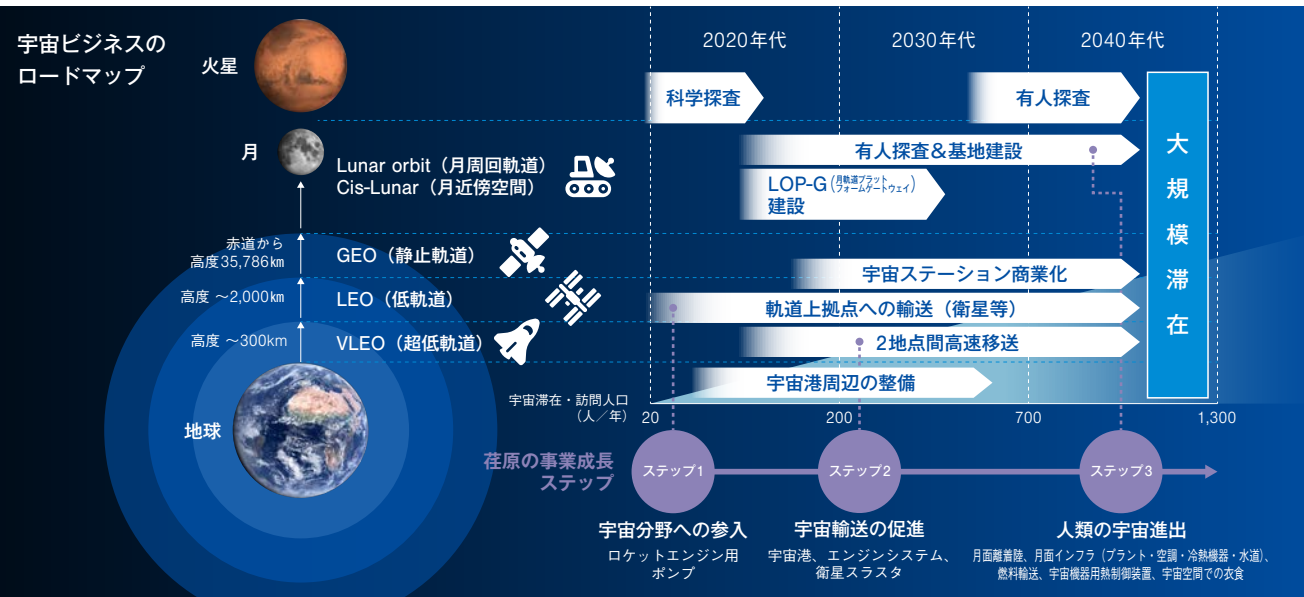 宇宙ビジネスの
ロードマップ
火星
月
Lunar orbit（月周回軌道）
Cis-Lunar（月近傍空間）
赤道から
高度35,786㎞
GEO（静止軌道）
高度 ～2,000㎞
LEO（低軌道）
高度 ～300km
VLEO（超低軌道）
地球
2020年代
2030年代
2040年代
科学探査
有人探査
有人探査＆基地建設
LOP-G（月軌道プラットフォームゲートウェイ）
建設
宇宙ステーション商業化
軌道上拠点への輸送（衛星等）
2地点間高速移送
宇宙港周辺の整備
大規模滞在
宇宙滞在・訪問人口
（人／年）
20
200
700
1,300
荏原の事業成長
ステップ
ステップ1
ステップ2
ステップ3
宇宙分野への参入
ロケットエンジン用
ポンプ
宇宙輸送の促進
宇宙港、エンジンシステム、
衛星スラスタ
人類の宇宙進出
月面離着陸、月面インフラ（プラント・空調・冷熱機器・水道）、
燃料輸送、宇宙機器用熱制御装置、宇宙空間での衣食